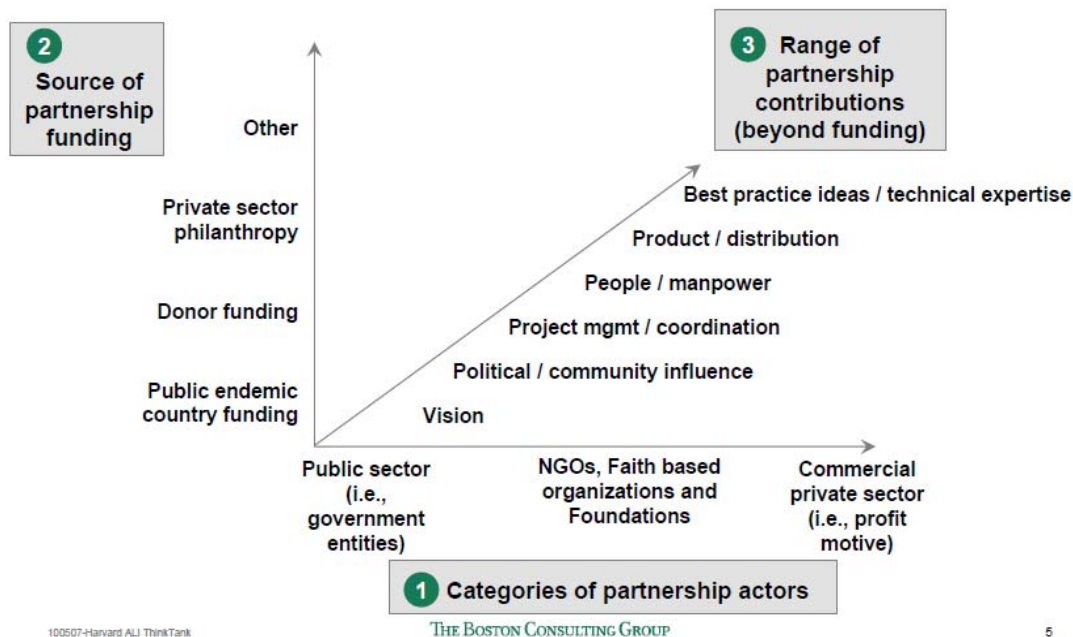 2
Source of
partnership
funding
3 Range of
partnership
contributions
(beyond funding)
Other
Private sector
philanthropy
Donor funding
Public endemic
country funding
Best practice ideas / technical expertise
Product / distribution
People / manpower
Project mgmt / coordination
Political / community influence
Vision
Public sector
(i.e.,
government
entities)
NGOs, Faith based
organizations and
Foundations
Commercial
private sector
(i.e., profit
motive)
1 Categories of partnership actors
100507-Harvard ALI ThinkTank
THE BOSTON CONSULTING GROUP
5